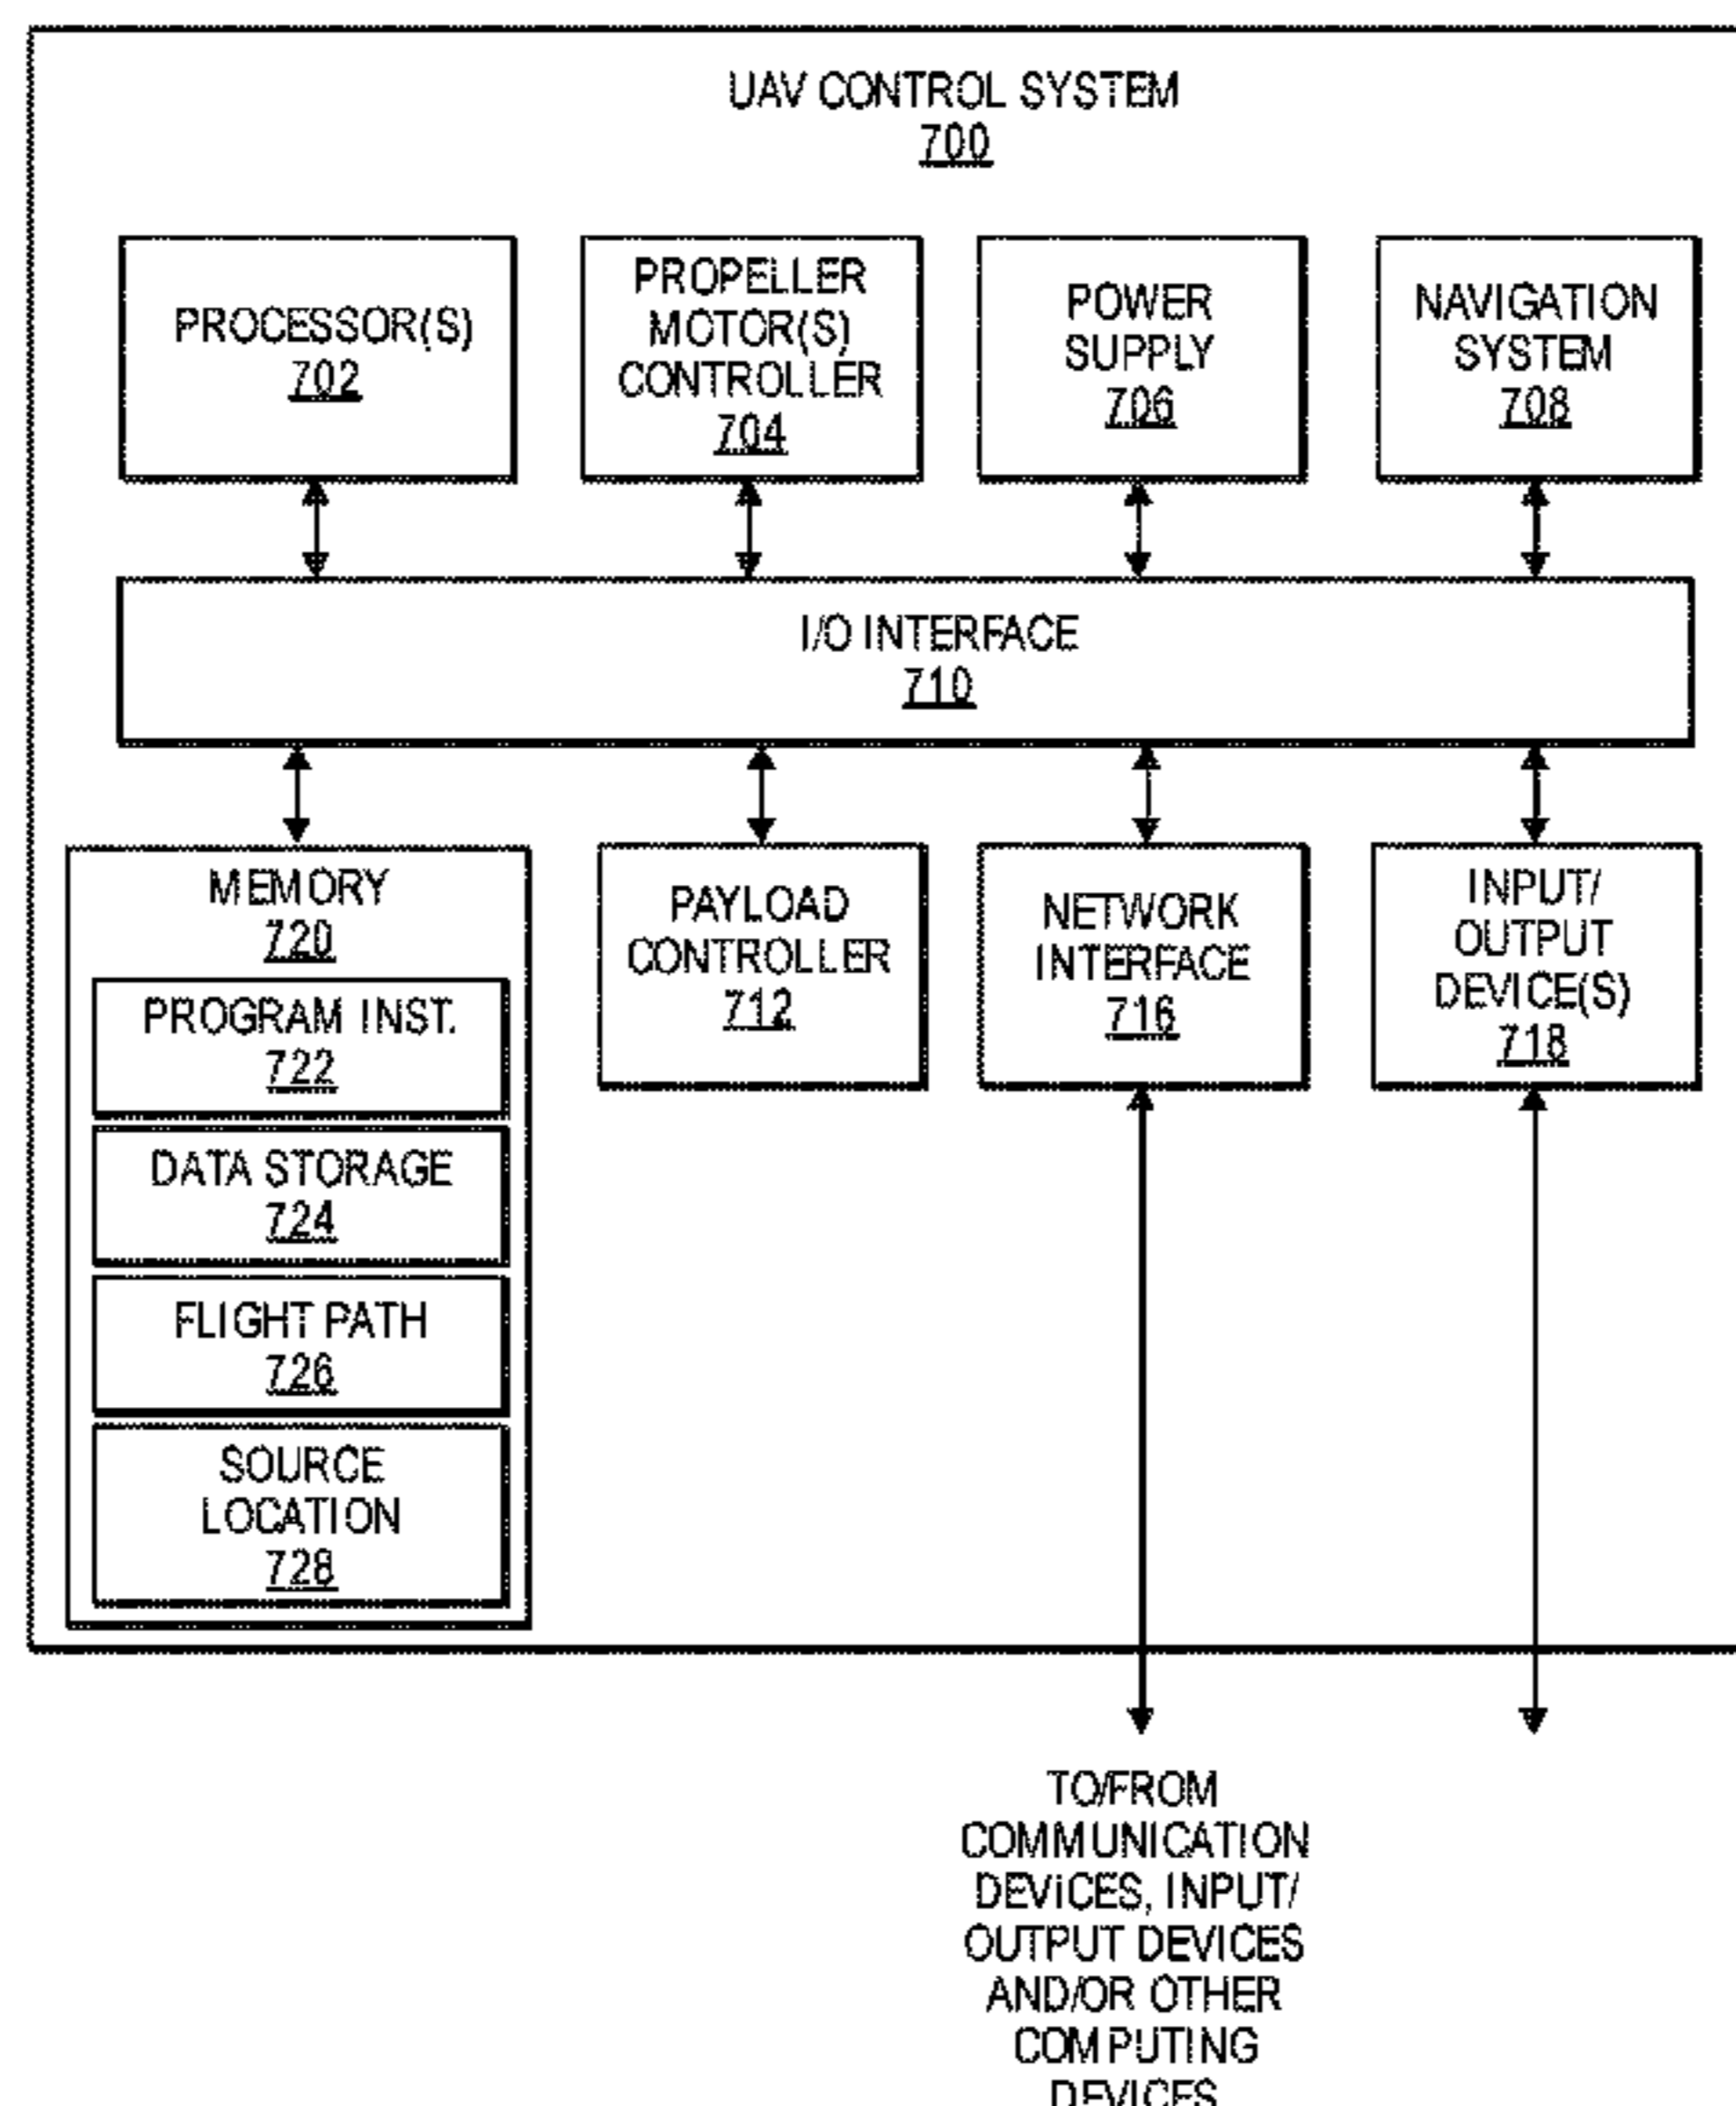 UAV CONTROL SYSTEM
700
PROCESSOR(S)
702
PROPELLER
MOTOR(S)
CONTROLLER
704
POWER
SUPPLY
706
NAVIGATION
SYSTEM
708
I/O INTERFACE
710
MEMORY
720
PROGRAM INST.
722
DATA STORAGE
724
FLIGHT PATH
726
SOURCE
LOCATION
728
PAYLOAD
CONTROLLER
712
NETWORK
INTERFACE
716
INPUT/
OUTPUT
DEVICE(S)
718
TO/FROM
COMMUNICATION
DEVICES, INPUT/
OUTPUT DEVICES
AND/OR OTHER
COMPUTING
DEVICES